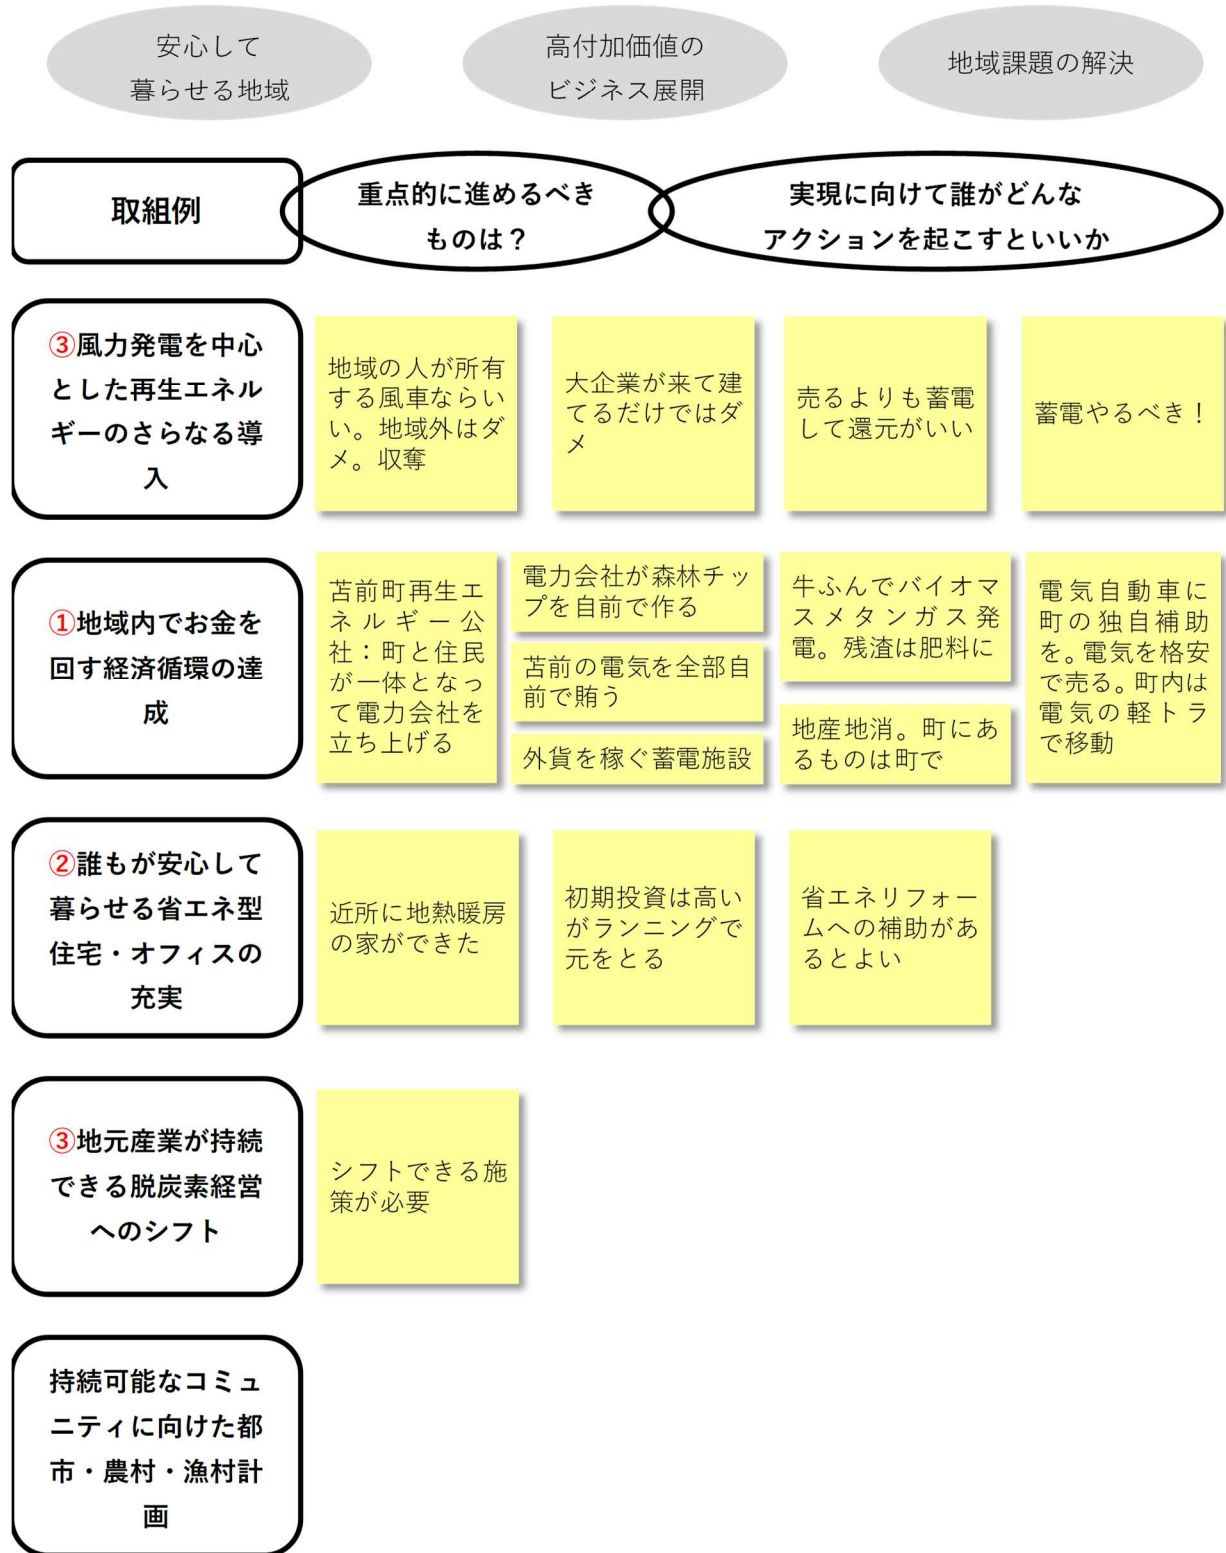 安心して
暮らせる地域
高付加価値の
ビジネス展開
地域課題の解決
取組例
重点的に進めるべき
ものは？
実現に向けて誰がどんな
アクションを起こすといいか
③風力発電を中心
とした再生エネル
ギーのさらなる導
入
地域の人が所有
する風車ならい
い。地域外はダ
メ。収奪
大企業が来て建
てるだけではダ
メ
売るよりも蓄電
して還元がいい
蓄電やるべき！
①地域内でお金を
回す経済循環の達
成
苫前町再生エ
ネルギー公
社：町と住民
が一体となっ
て電力会社を
立ち上げる
電力会社が森林チッ
プを自前で作る
苫前の電気を全部自
前で賄う
外貨を稼ぐ蓄電施設
牛ふんでバイオマ
スメタンガス発
電。残渣は肥料に
地産地消。町にあ
るものは町で
電気自動車に
町の独自補助
を。電気を格安
で売る。町内は
電気の軽トラ
で移動
②誰もが安心して
暮らせる省エネ型
住宅・オフィスの
充実
近所に地熱暖房
の家ができた
初期投資は高い
がランニングで
元をとる
省エネリフォー
ムへの補助があ
るとよい
③地元産業が持続
できる脱炭素経営
へのシフト
シフトできる施
策が必要
持続可能なコミュ
ニティに向けた都
市・農村・漁村計
画